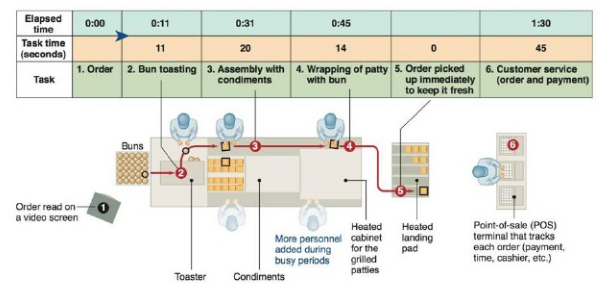 Elapsed time 0:00 0:11 0:31 0:45 1:30
Task time (seconds) 11 20 14 0 45
Task
1. Order
2. Bun toasting
3. Assembly with
condiments
4. Wrapping of patty
with bun
5. Order picked
up immediately
to keep it fresh
6. Customer service
(order and payment)
Buns
2
3
4
5
6
1
Order read on
a video screen
Toaster
Condiments
More personnel
added during
busy periods
Heated
cabinet
for the
grilled
patties
Heated
landing
pad
Point-of-sale (POS)
terminal that tracks
each order (payment,
time, cashier, etc.)